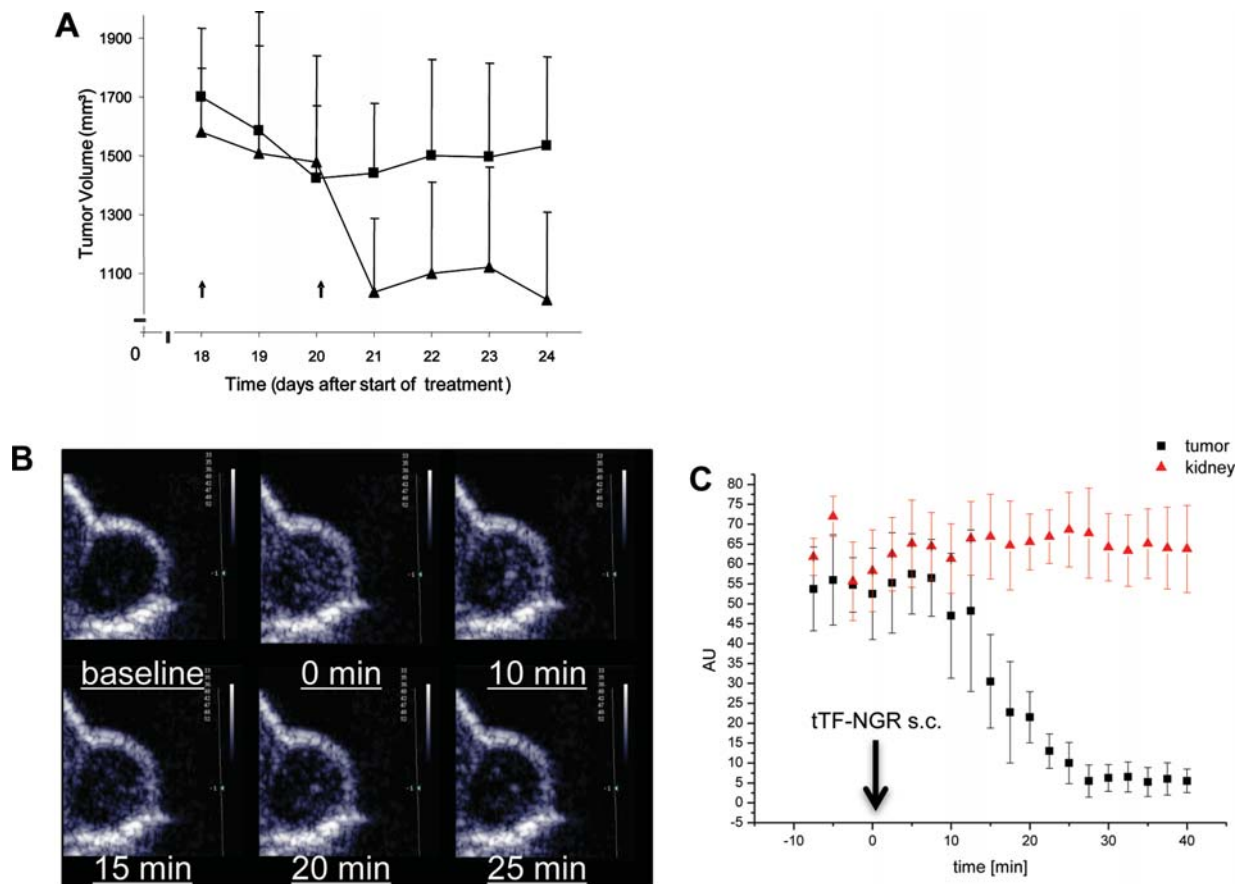 A
Tumor Volume (mm³)
1900
1700
1500
1300
1100
0
18 19 20 21 22 23 24
Time (days after start of treatment)
B
baseline 0 min 10 min
15 min 20 min 25 min
C
tumor
kidney
AU
80
75
70
65
60
55
50
45
40
35
30
25
20
15
10
5
0
-5
tTF-NGR s.c.
-10 0 10 20 30 40
time [min]